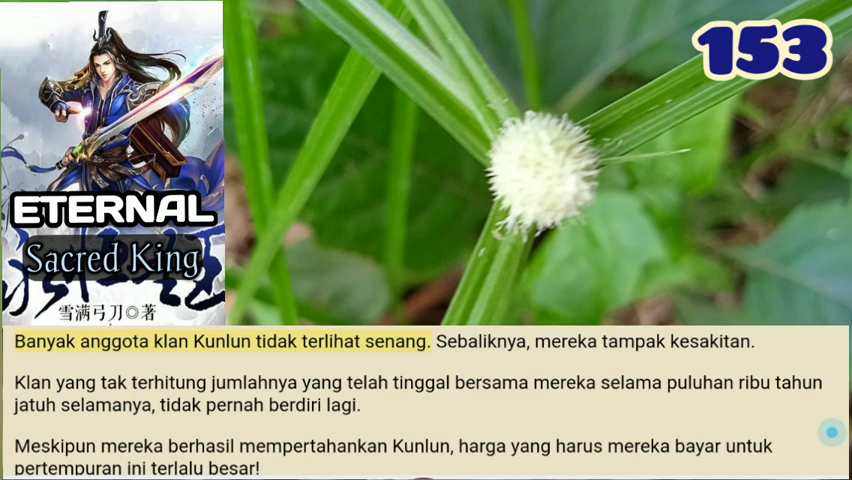 153
ETERNAL
Sacred King
雪满弓刀◎著
Banyak anggota klan Kunlun tidak terlihat senang. Sebaliknya, mereka tampak kesakitan.
Klan yang tak terhitung jumlahnya yang telah tinggal bersama mereka selama puluhan ribu tahun
jatuh selamanya, tidak pernah berdiri lagi.
Meskipun mereka berhasil mempertahankan Kunlun, harga yang harus mereka bayar untuk
pertempuran ini terlalu besar!